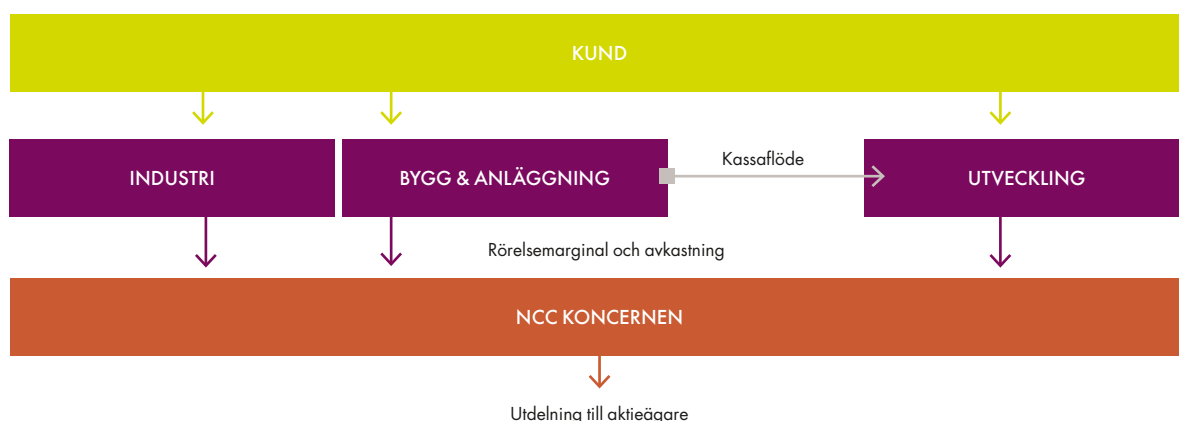 KUND
INDUSTRI
BYGG & ANLÄGGNING
Kassaflöde
UTVECKLING
Rörelsemarginal och avkastning
NCC KONCERNEN
Utdelning till aktieägare